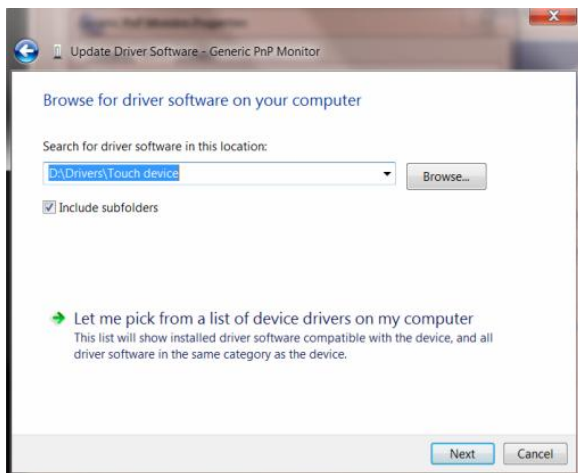 Update Driver Software - Generic PnP Monitor
Browse for driver software on your computer
Search for driver software in this location:
D:\Drivers\Touch device
Browse...
Include subfolders
Let me pick from a list of device drivers on my computer
This list will show installed driver software compatible with the device, and all
driver software in the same category as the device.
Next
Cancel